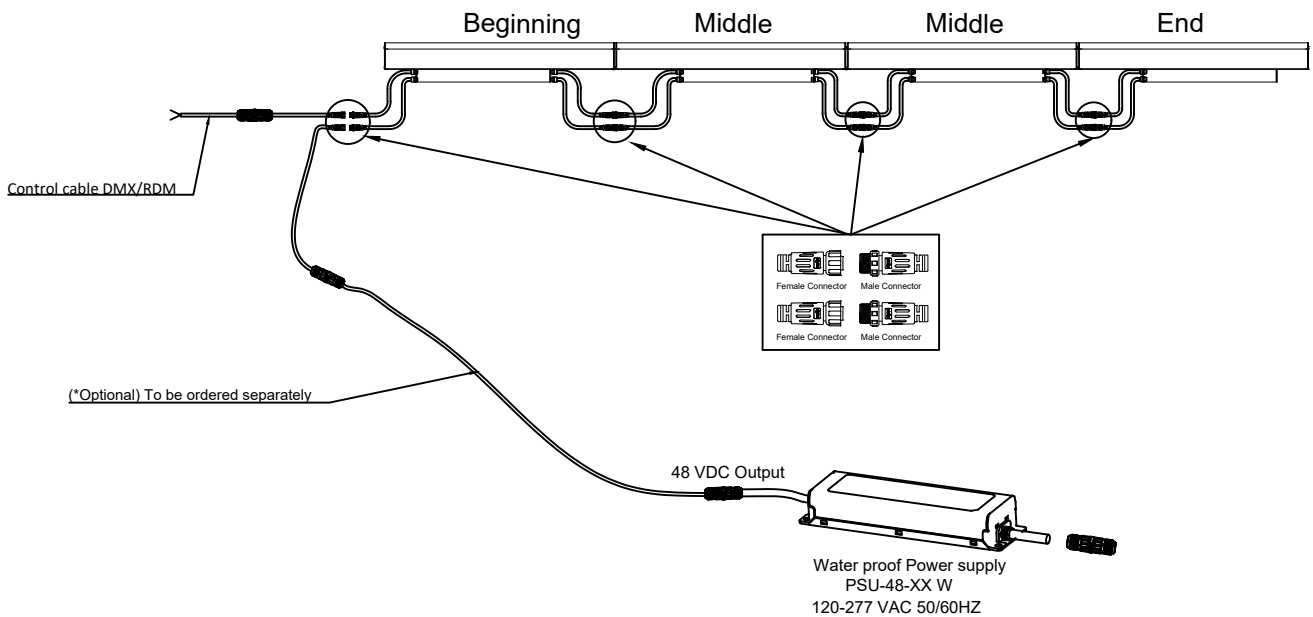 Beginning
Middle
Middle
End
Control cable DMX/RDM
Female Connector
Male Connector
Female Connector
Male Connector
(*Optional) To be ordered separately
48 VDC Output
Water proof Power supply
PSU-48-XX W
120-277 VAC 50/60HZ